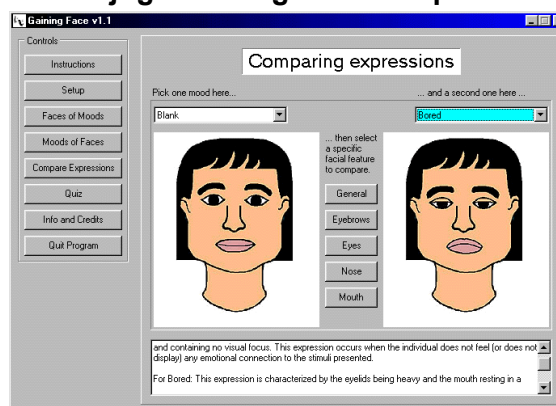 Gaining Face v1.1
Controls
Instructions
Setup
Faces of Moods
Moods of Faces
Compare Expressions
Quiz
Info and Credits
Quit Program
Comparing expressions
Pick one mood here...
... and a second one here ...
Blank
Bored
... then select
a specific
facial feature
to compare.
General
Eyebrows
Eyes
Nose
Mouth
and containing no visual focus. This expression occurs when the individual does not feel (or does not
display) any emotional connection to the stimuli presented.
For Bored: This expression is characterized by the eyelids being heavy and the mouth resting in a